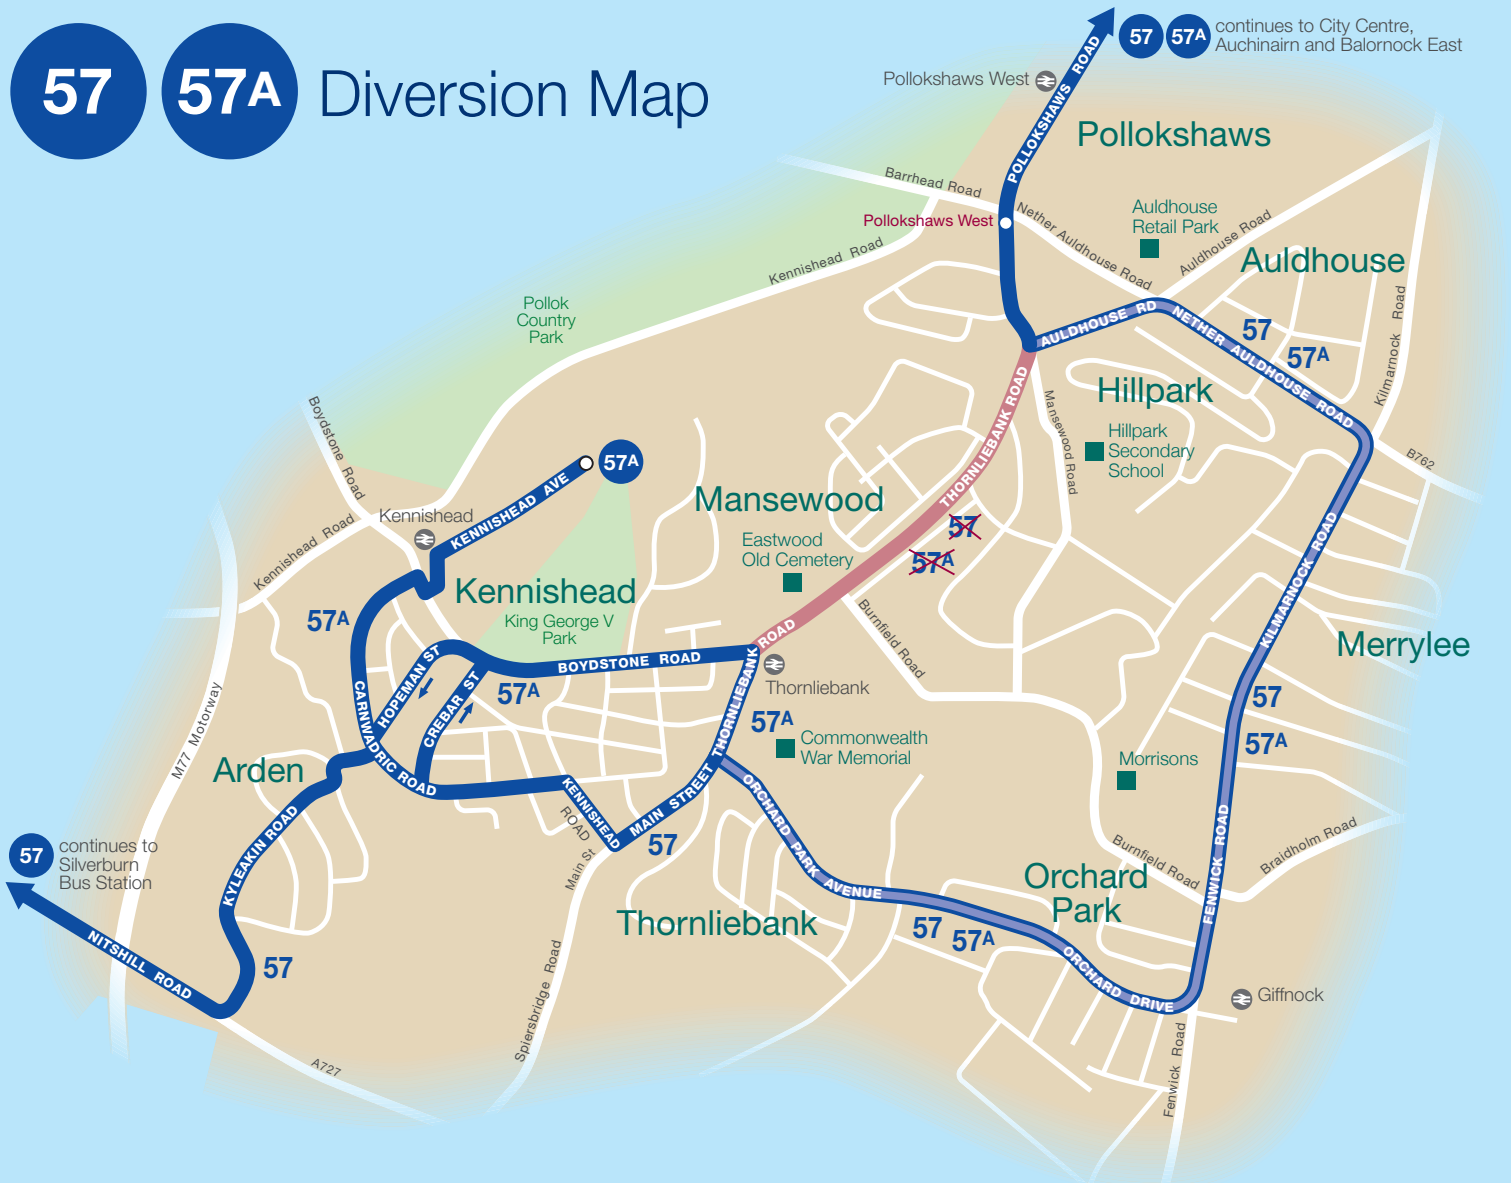 57 57A Diversion Map
57 57A continues to City Centre,
Auchinairn and Balornock East
Pollokshaws West
POLLOKSHAWS ROAD
Pollokshaws
Barrhead Road
Pollokshaws West
Nether Auldhouse Road
Auldhouse
Retail Park
Auldhouse Road
Auldhouse
Kennishead Road
Kilmarnock Road
Pollok
Country
Park
AULDHOUSE RD
NETHER AULDHOUSE ROAD
57
57A
THORNLIEBANK ROAD
Hillpark
Mansewood Road
Hillpark
Secondary
School
B762
Boydstone Road
57A
KENNISHEAD AVE
Kennishead
Kennishead Road
Mansewood
Eastwood
Old Cemetery
57
57A
Kennishead
King George V
Park
57A
KILMARNOCK ROAD
Merrylee
Burnfield Road
ROAD
BOYDSTONE ROAD
57A
HOPEMAN ST
CREBAR ST
CARNWADRIC ROAD
Thornliebank
THORNLIEBANK
57A
Commonwealth
War Memorial
57
57A
M77 Motorway
Arden
Morrisons
KENNISHEAD
ROAD
MAIN STREET
57
Main St
ORCHARD PARK AVENUE
KYLEAKIN ROAD
57 continues to
Silverburn
Bus Station
Burnfield Road
Braidholm Road
FENWICK ROAD
Orchard
Park
Thornliebank
57
57A
NITSHILL ROAD
57
Spiersbridge Road
ORCHARD DRIVE
Giffnock
A727
Fenwick Road